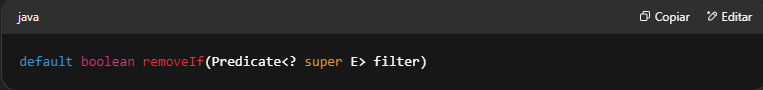 java Copiar Editar
default boolean removeIf(Predicate<? super E> filter)